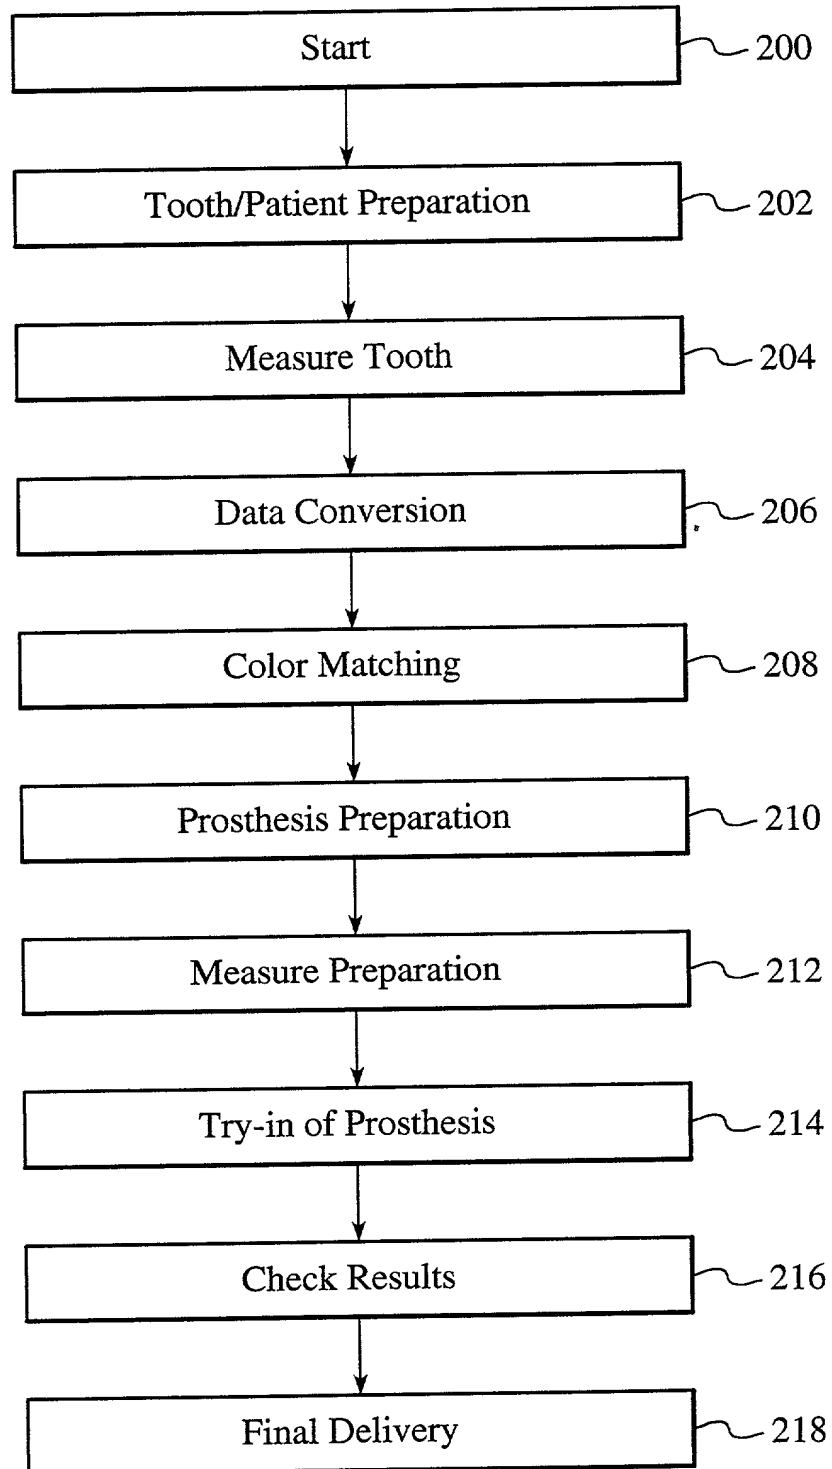 Start 200
Tooth/Patient Preparation 202
Measure Tooth 204
Data Conversion 206
Color Matching 208
Prosthesis Preparation 210
Measure Preparation 212
Try-in of Prosthesis 214
Check Results 216
Final Delivery 218